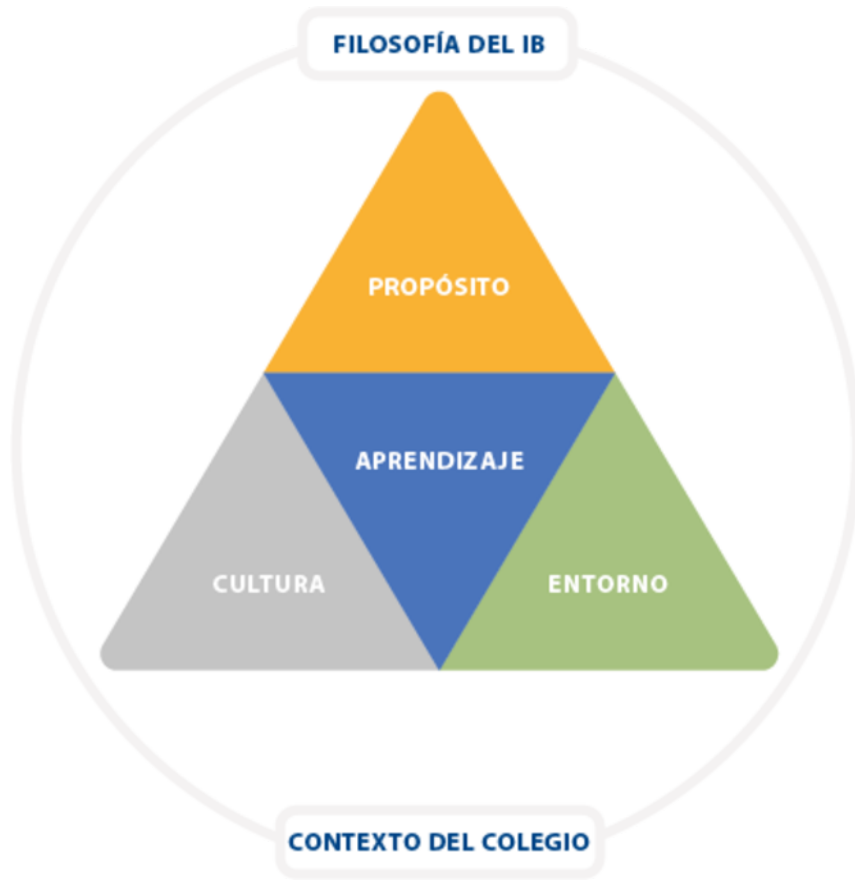 FILOSOFÍA DEL IB
PROPÓSITO
APRENDIZAJE
CULTURA
ENTORNO
CONTEXTO DEL COLEGIO